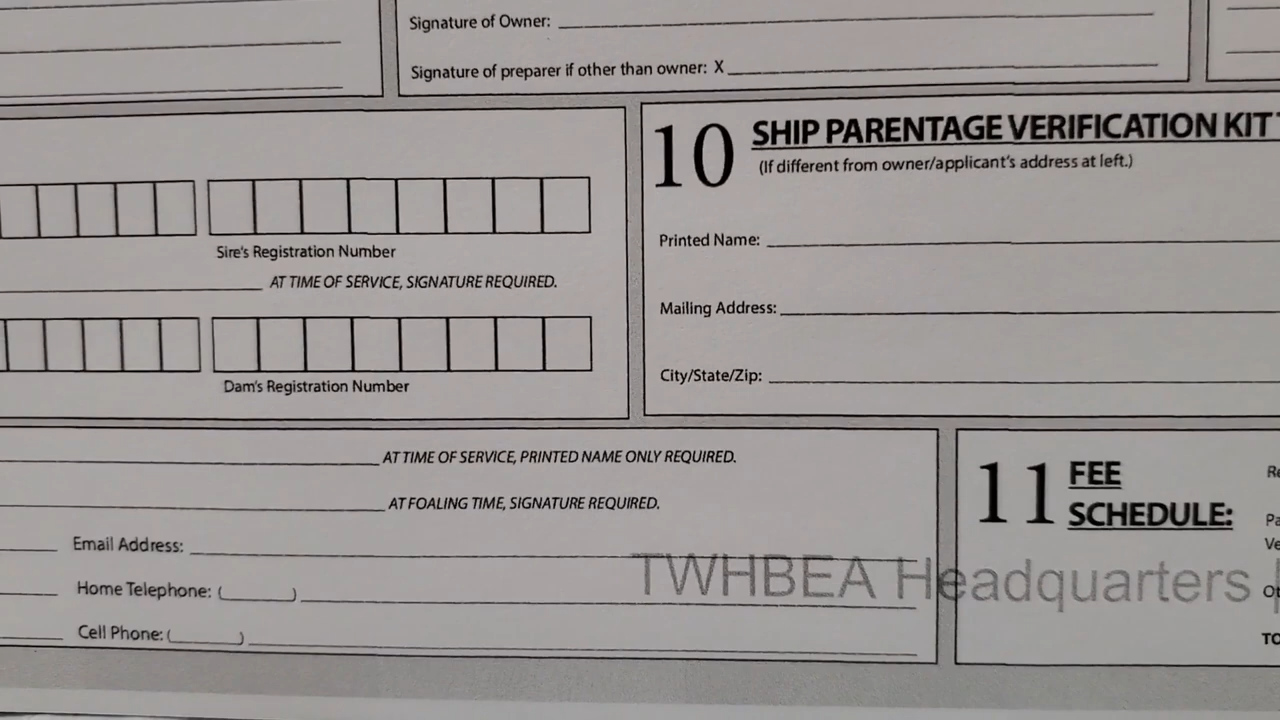 Signature of Owner:
Signature of preparer if other than owner: X
Sire's Registration Number
AT TIME OF SERVICE, SIGNATURE REQUIRED.
Dam's Registration Number
10 SHIP PARENTAGE VERIFICATION KIT
(If different from owner/applicant's address at left.)
Printed Name:
Mailing Address:
City/State/Zip:
AT TIME OF SERVICE, PRINTED NAME ONLY REQUIRED.
AT FOALING TIME, SIGNATURE REQUIRED.
Email Address:
Home Telephone: ( )
Cell Phone: ( )
11 FEE
SCHEDULE:
TWHBEA Headquarters